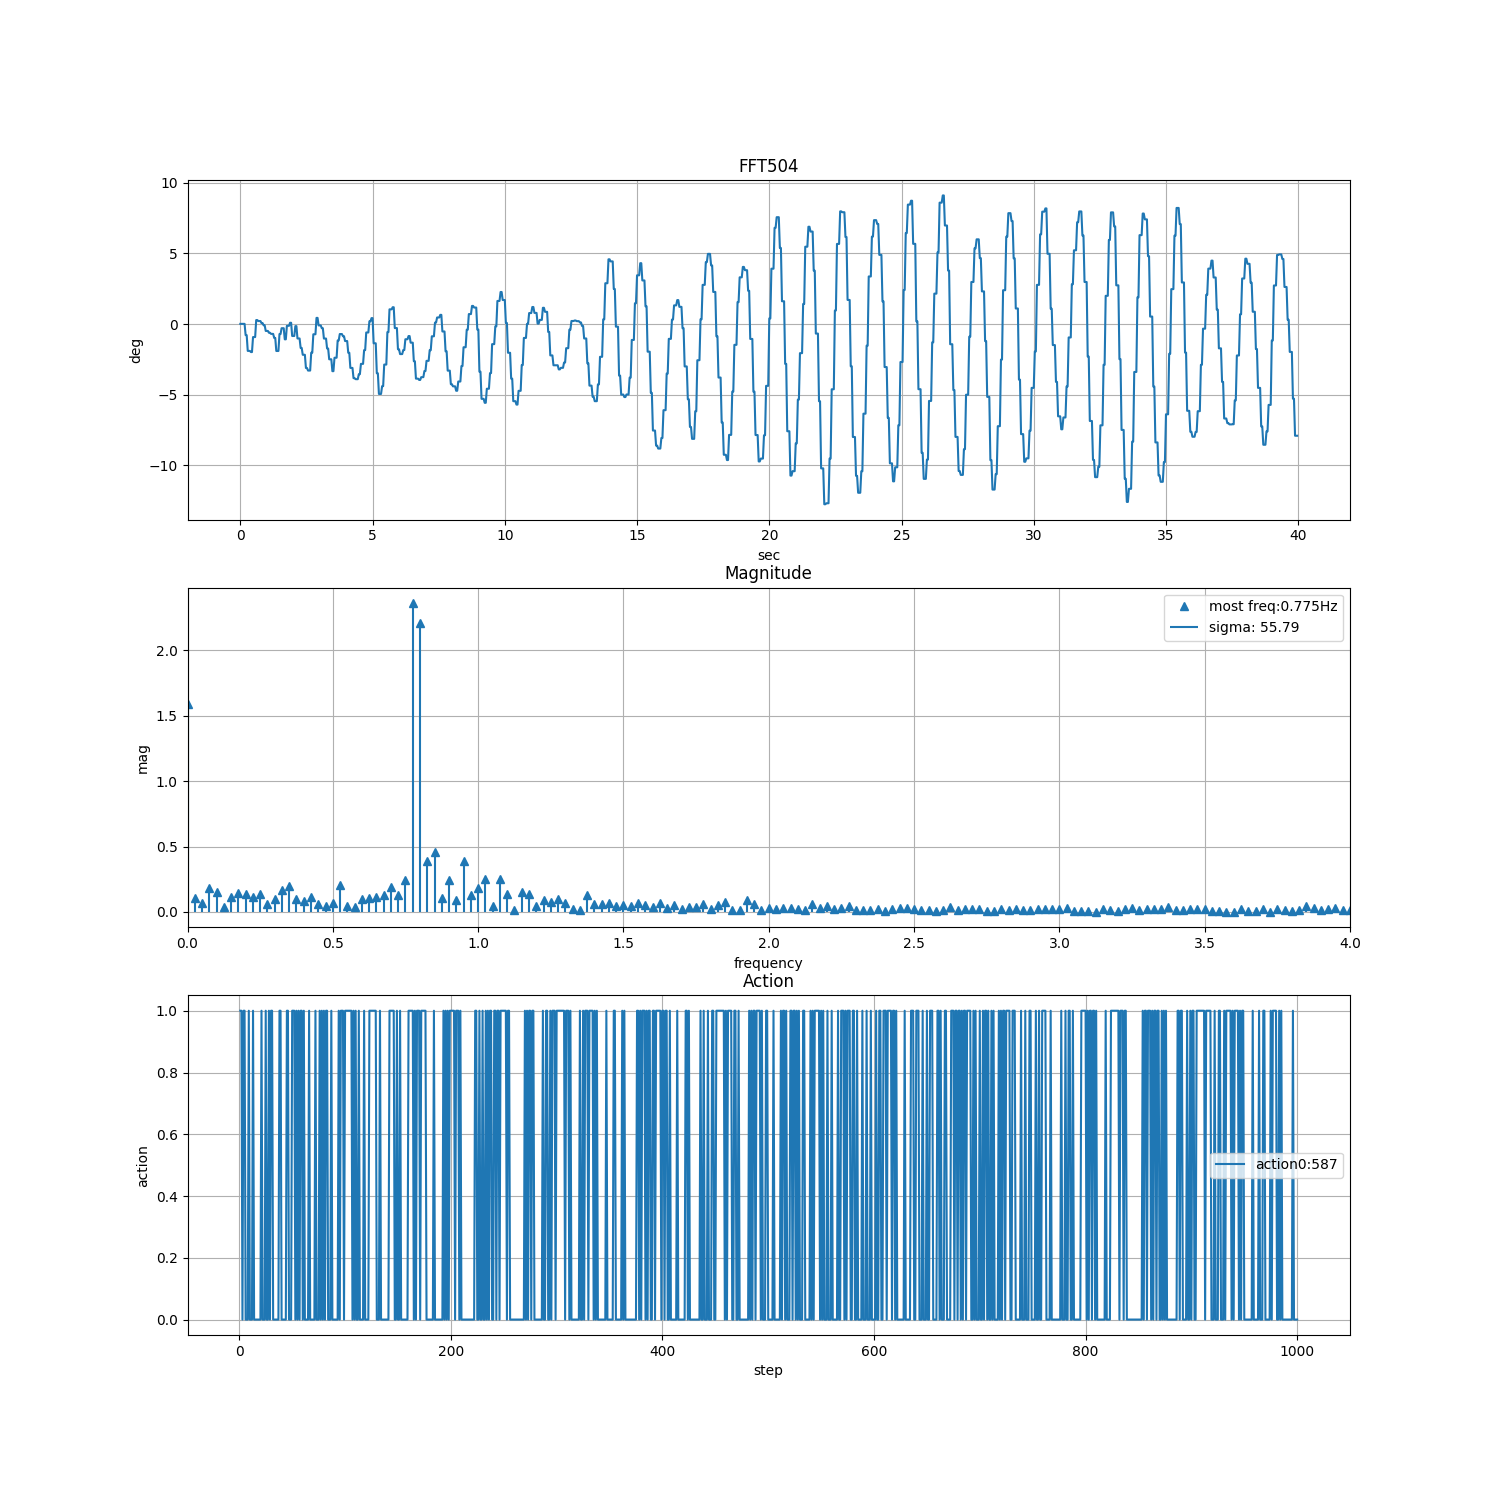 FFT504
10
5
0
−5
−10
deg
0 5 10 15 20 25 30 35 40
sec
Magnitude
most freq:0.775Hz
sigma: 55.79
2.0
1.5
1.0
0.5
0.0
mag
0.0 0.5 1.0 1.5 2.0 2.5 3.0 3.5 4.0
frequency
Action
1.0
0.8
0.6
0.4
0.2
0.0
action
action0:587
0 200 400 600 800 1000
step